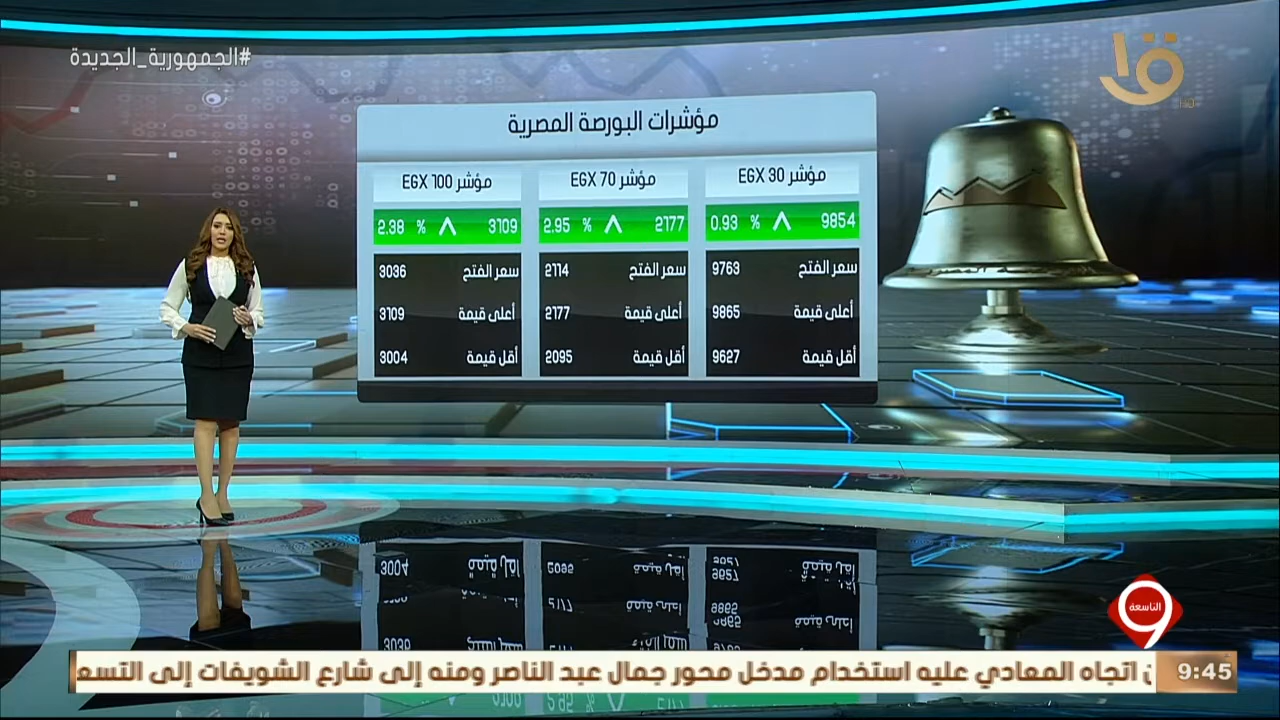 #الجمهورية_الجديدة
مؤشرات البورصة المصرية
مؤشر EGX 30
9854 0.93 %
سعر الفتح 9763
أعلى قيمة 9865
أقل قيمة 9627
مؤشر EGX 70
2177 2.95 %
سعر الفتح 2114
أعلى قيمة 2177
أقل قيمة 2095
مؤشر EGX 100
3109 2.38 %
سعر الفتح 3036
أعلى قيمة 3109
أقل قيمة 3004
التاسعة
9
9:45
اتجاه المعادي عليه استخدام مدخل محور جمال عبد الناصر ومنه إلى شارع الشويفات إلى